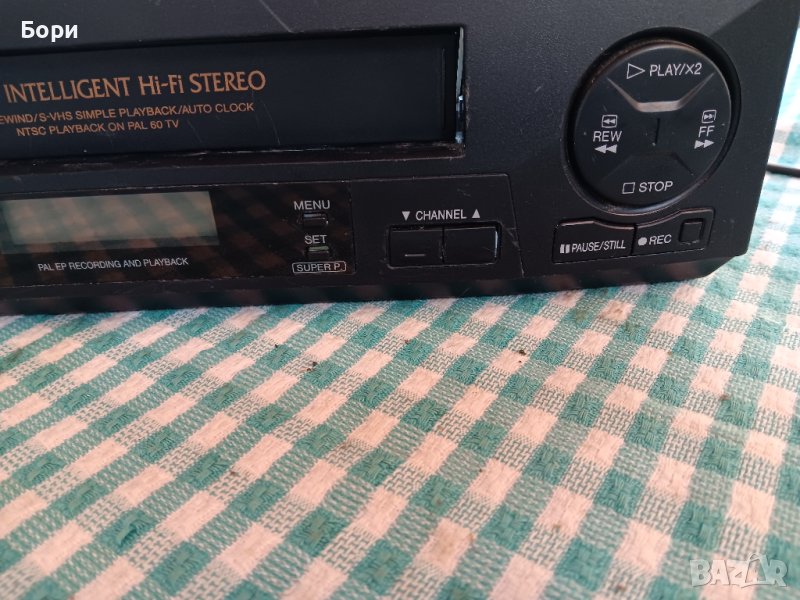 Бори
INTELLIGENT Hi-Fi STEREO
EWIND/S-VHS SIMPLE PLAYBACK/AUTO CLOCK
NTSC PLAYBACK ON PAL 60 TV
▷ PLAY/X2
REW
FF
□ STOP
MENU
SET
SUPER P.
▼ CHANNEL ▲
PAUSE/STILL
● REC
PAL EP RECORDING AND PLAYBACK
BAZAR